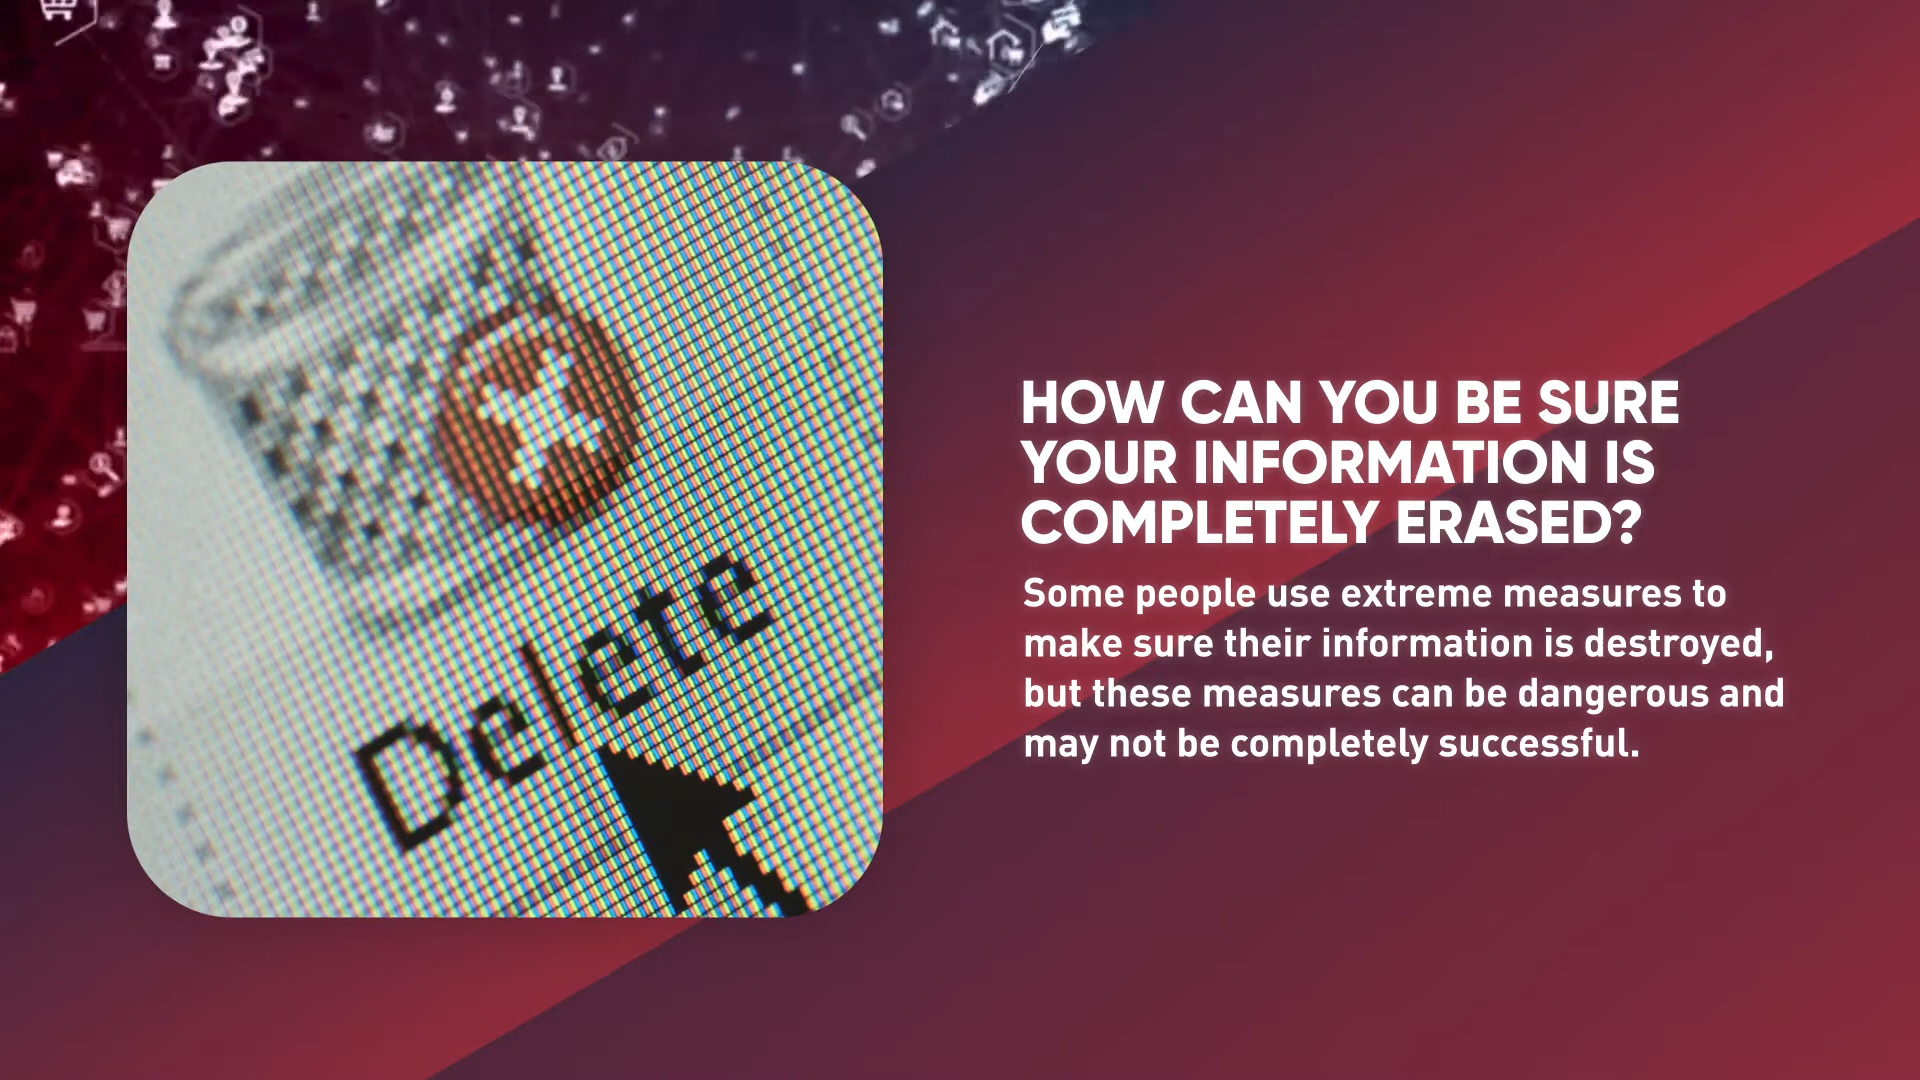 HOW CAN YOU BE SURE
YOUR INFORMATION IS
COMPLETELY ERASED?
Some people use extreme measures to
make sure their information is destroyed,
but these measures can be dangerous and
may not be completely successful.
Delete